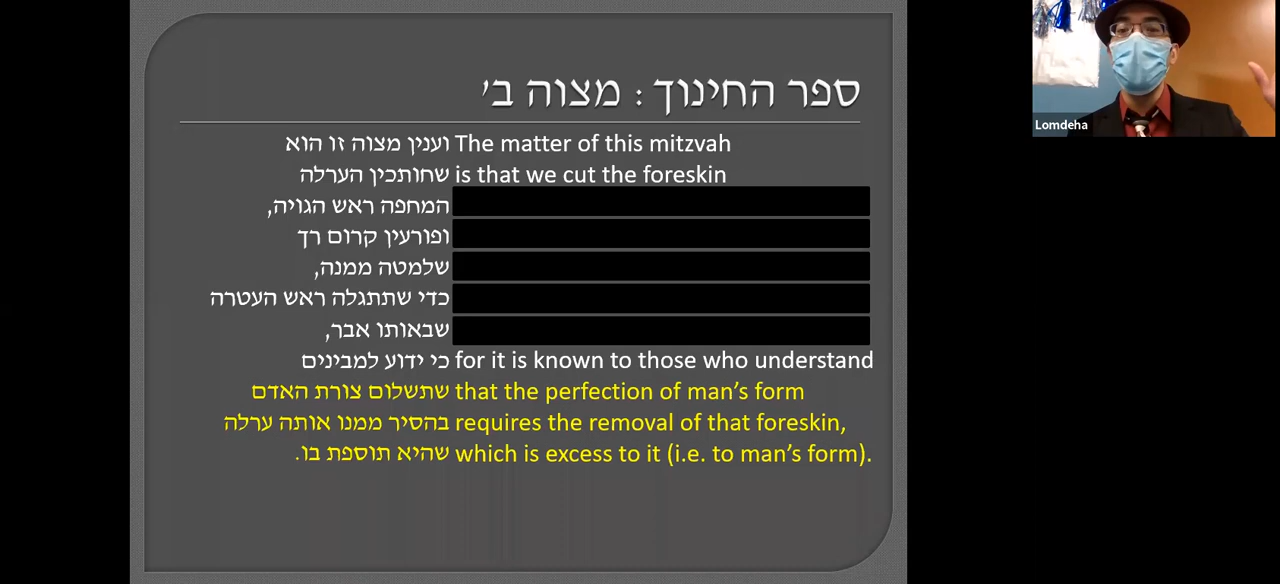 ספר החינוך : מצוה ב'
וענין מצוה זו הוא The matter of this mitzvah
שחותכין הערלה is that we cut the foreskin
המחפה ראש הגויה,
ופורעין קרום רך
שלמטה ממנה,
כדי שתתגלה ראש העטרה
שבאותו אבר,
כי ידוע למבינים for it is known to those who understand
שתשלום צורת האדם that the perfection of man's form
בהסיר ממנו אותה ערלה requires the removal of that foreskin,
שהיא תוספת בו. which is excess to it (i.e. to man's form).
Lomdeha